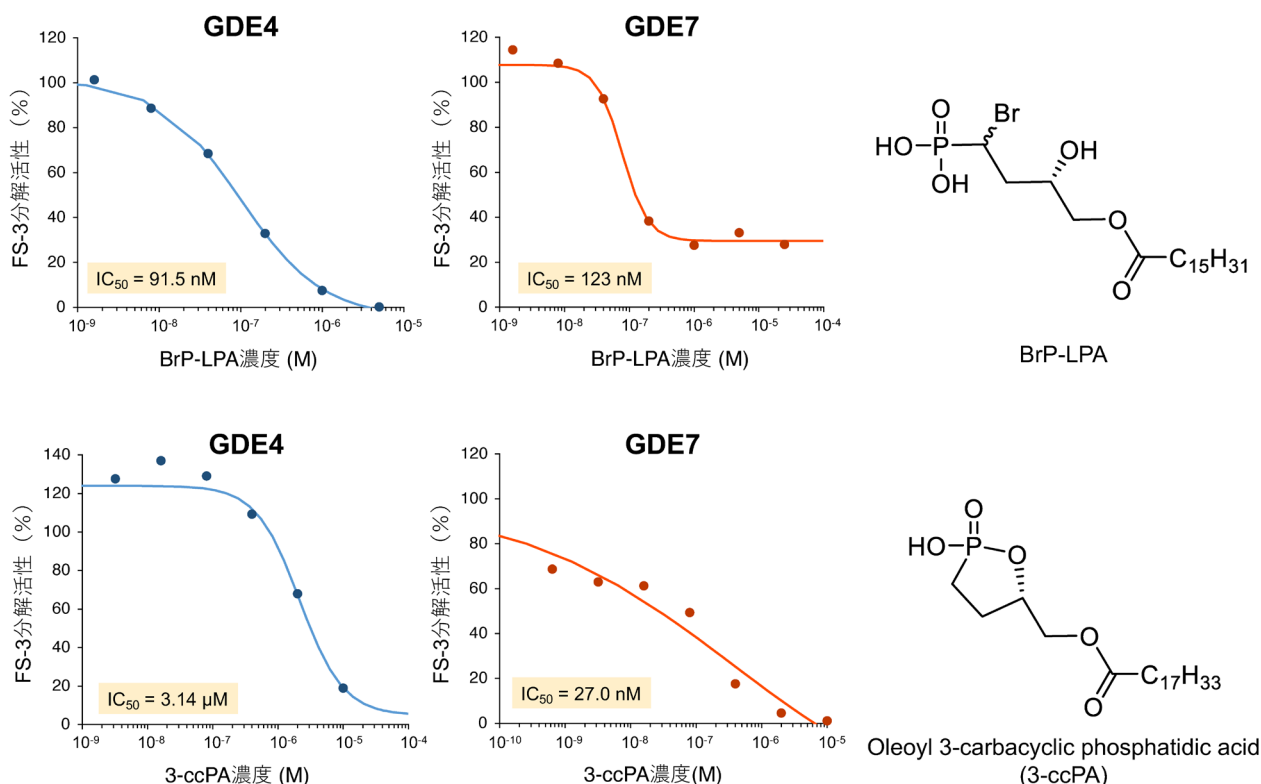 GDE4
FS-3分解活性（%）
120
100
80
60
40
20
0
IC50 = 91.5 nM
10-9
10-8
10-7
10-6
10-5
BrP-LPA濃度 (M)
GDE7
FS-3分解活性（%）
120
100
80
60
40
20
0
IC50 = 123 nM
10-9
10-8
10-7
10-6
10-5
10-4
BrP-LPA濃度 (M)
O
Br
HO
P
OH
OH
O
C15H31
O
BrP-LPA
GDE4
FS-3分解活性（%）
140
120
100
80
60
40
20
0
IC50 = 3.14 μM
10-9
10-8
10-7
10-6
10-5
10-4
3-ccPA濃度 (M)
GDE7
FS-3分解活性（%）
120
100
80
60
40
20
0
IC50 = 27.0 nM
10-10
10-9
10-8
10-7
10-6
10-5
3-ccPA濃度(M)
O
HO
P
O
O
C17H33
O
Oleoyl 3-carbacyclic phosphatidic acid
(3-ccPA)